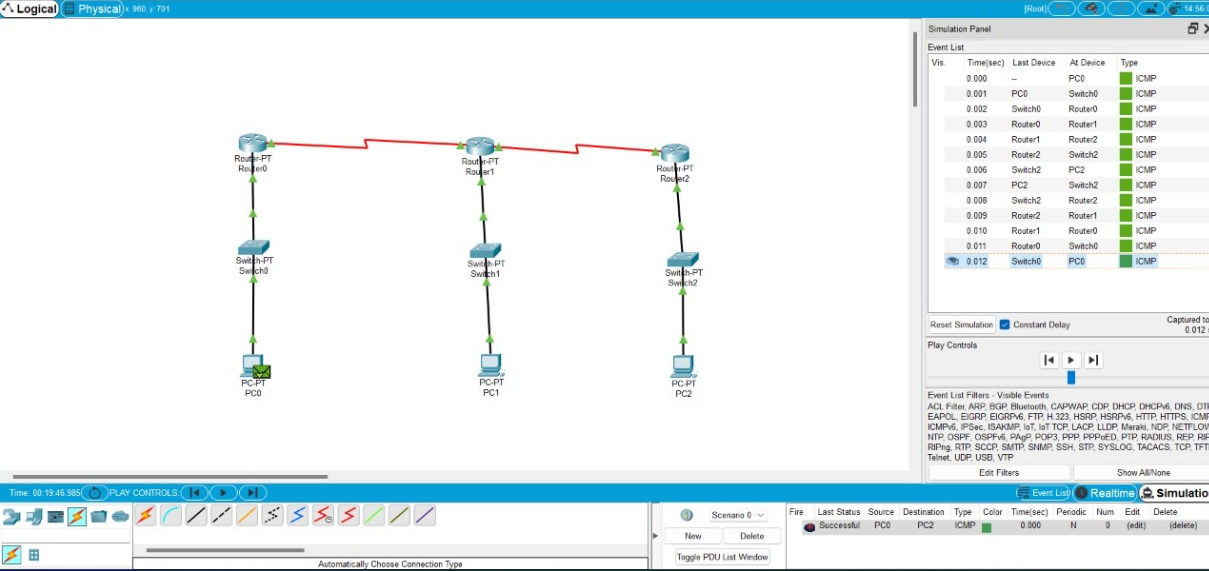 Logical Physical x: 960, y: 701 [Root] 14:56:0
Simulation Panel
Event List
Vis. Time(sec) Last Device At Device Type
0.000 -- PC0 ICMP
0.001 PC0 Switch0 ICMP
0.002 Switch0 Router0 ICMP
0.003 Router0 Router1 ICMP
0.004 Router1 Router2 ICMP
0.005 Router2 Switch2 ICMP
0.006 Switch2 PC2 ICMP
0.007 PC2 Switch2 ICMP
0.008 Switch2 Router2 ICMP
0.009 Router2 Router1 ICMP
0.010 Router1 Router0 ICMP
0.011 Router0 Switch0 ICMP
0.012 Switch0 PC0 ICMP
Router-PT
Router0
Router-PT
Router1
Router-PT
Router2
Switch-PT
Switch0
Switch-PT
Switch1
Switch-PT
Switch2
PC-PT
PC0
PC-PT
PC1
PC-PT
PC2
Reset Simulation Constant Delay
Captured to
0.012 s
Play Controls
Event List Filters - Visible Events
ACL Filter, ARP, BGP, Bluetooth, CAPWAP, CDP, DHCP, DHCPv6, DNS, DTP
EAPOL, EIGRP, EIGRPv6, FTP, H.323, HSRP, HSRPv6, HTTP, HTTPS, ICMP
ICMPv6, IPSec, ISAKMP, IoT, IoT TCP, LACP, LLDP, Meraki, NDP, NETFLOW
NTP, OSPF, OSPFv6, PAgP, POP3, PPP, PPPoED, PTP, RADIUS, REP, RIP
RIPng, RTP, SCCP, SMTP, SNMP, SSH, STP, SYSLOG, TACACS, TCP, TFT
Telnet, UDP, USB, VTP
Edit Filters Show All/None
Time: 00:19:46.985 PLAY CONTROLS: Event List Realtime Simulatio
Scenario 0
New Delete
Toggle PDU List Window
Fire Last Status Source Destination Type Color Time(sec) Periodic Num Edit Delete
Successful PC0 PC2 ICMP 0.000 N 0 (edit) (delete)
Automatically Choose Connection Type